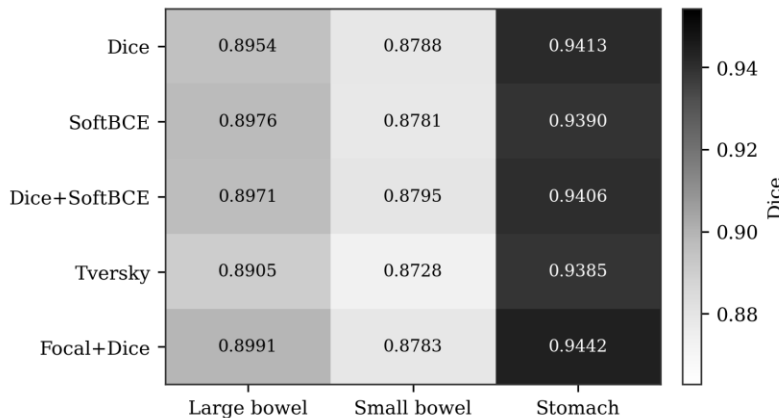 Dice 0.8954 0.8788 0.9413
SoftBCE 0.8976 0.8781 0.9390
Dice+SoftBCE 0.8971 0.8795 0.9406
Tversky 0.8905 0.8728 0.9385
Focal+Dice 0.8991 0.8783 0.9442
Large bowel Small bowel Stomach
0.94
0.92
0.90
0.88
Dice